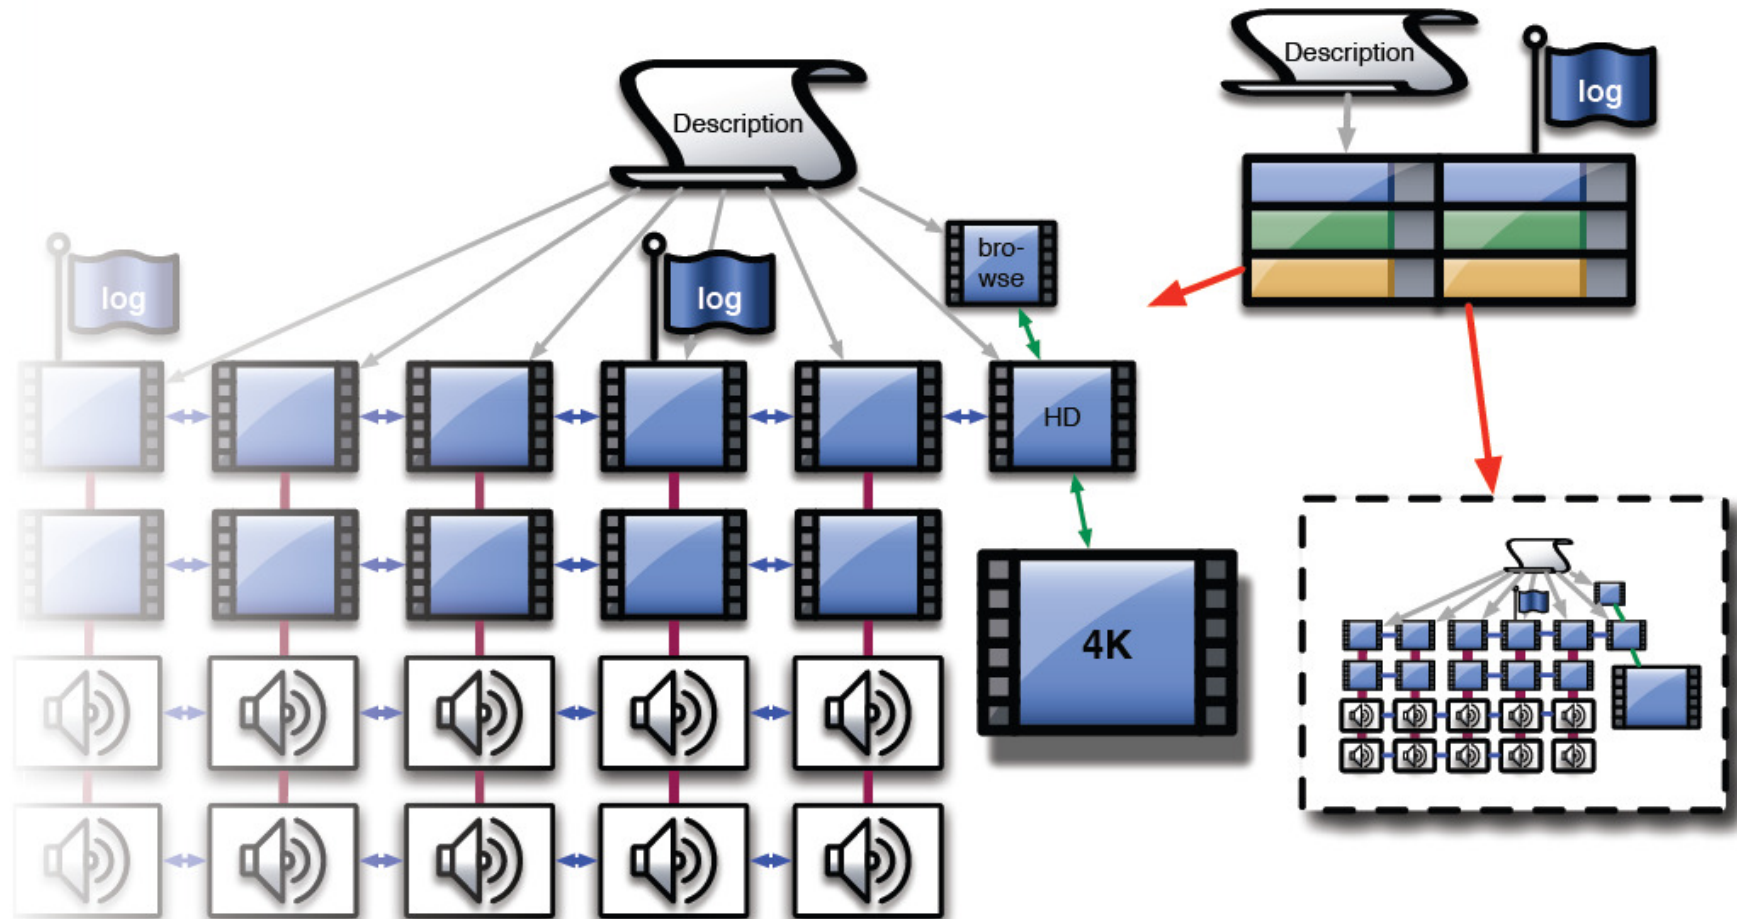 Description
log
Description
bro-
wse
log
log
HD
4K